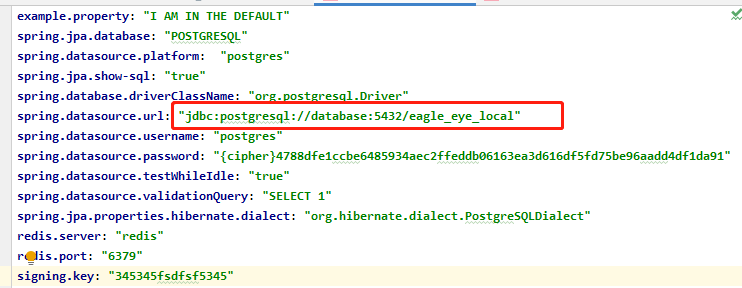 example.property: "I AM IN THE DEFAULT"
spring.jpa.database: "POSTGRESQL"
spring.datasource.platform:  "postgres"
spring.jpa.show-sql: "true"
spring.database.driverClassName: "org.postgresql.Driver"
spring.datasource.url: "jdbc:postgresql://database:5432/eagle_eye_local"
spring.datasource.username: "postgres"
spring.datasource.password: "{cipher}4788dfe1ccbe6485934aec2ffeddb06163ea3d616df5fd75be96aadd4df1da91"
spring.datasource.testWhileIdle: "true"
spring.datasource.validationQuery: "SELECT 1"
spring.jpa.properties.hibernate.dialect: "org.hibernate.dialect.PostgreSQLDialect"
redis.server: "redis"
redis.port: "6379"
signing.key: "345345fsdfsf5345"